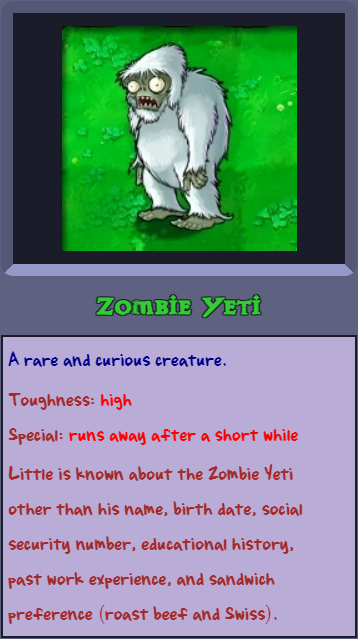 Zombie Yeti
A rare and curious creature.
Toughness: high
Special: runs away after a short while
Little is known about the Zombie Yeti
other than his name, birth date, social
security number, educational history,
past work experience, and sandwich
preference (roast beef and Swiss).